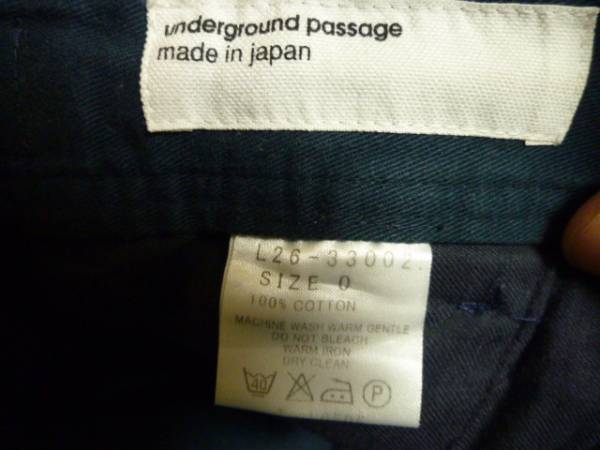 underground passage
made in japan
L26-33002.
SIZE 0
100% COTTON
MACHINE WASH WARM GENTLE
DO NOT BLEACH
WARM IRON
DRY CLEAN
40 P